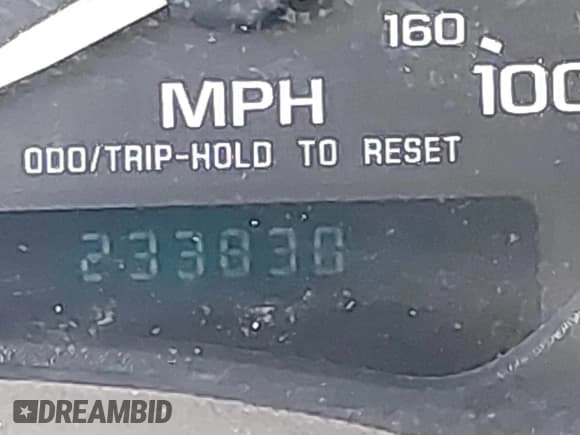 160
MPH
100
ODO/TRIP-HOLD TO RESET
233830
DREAMBID